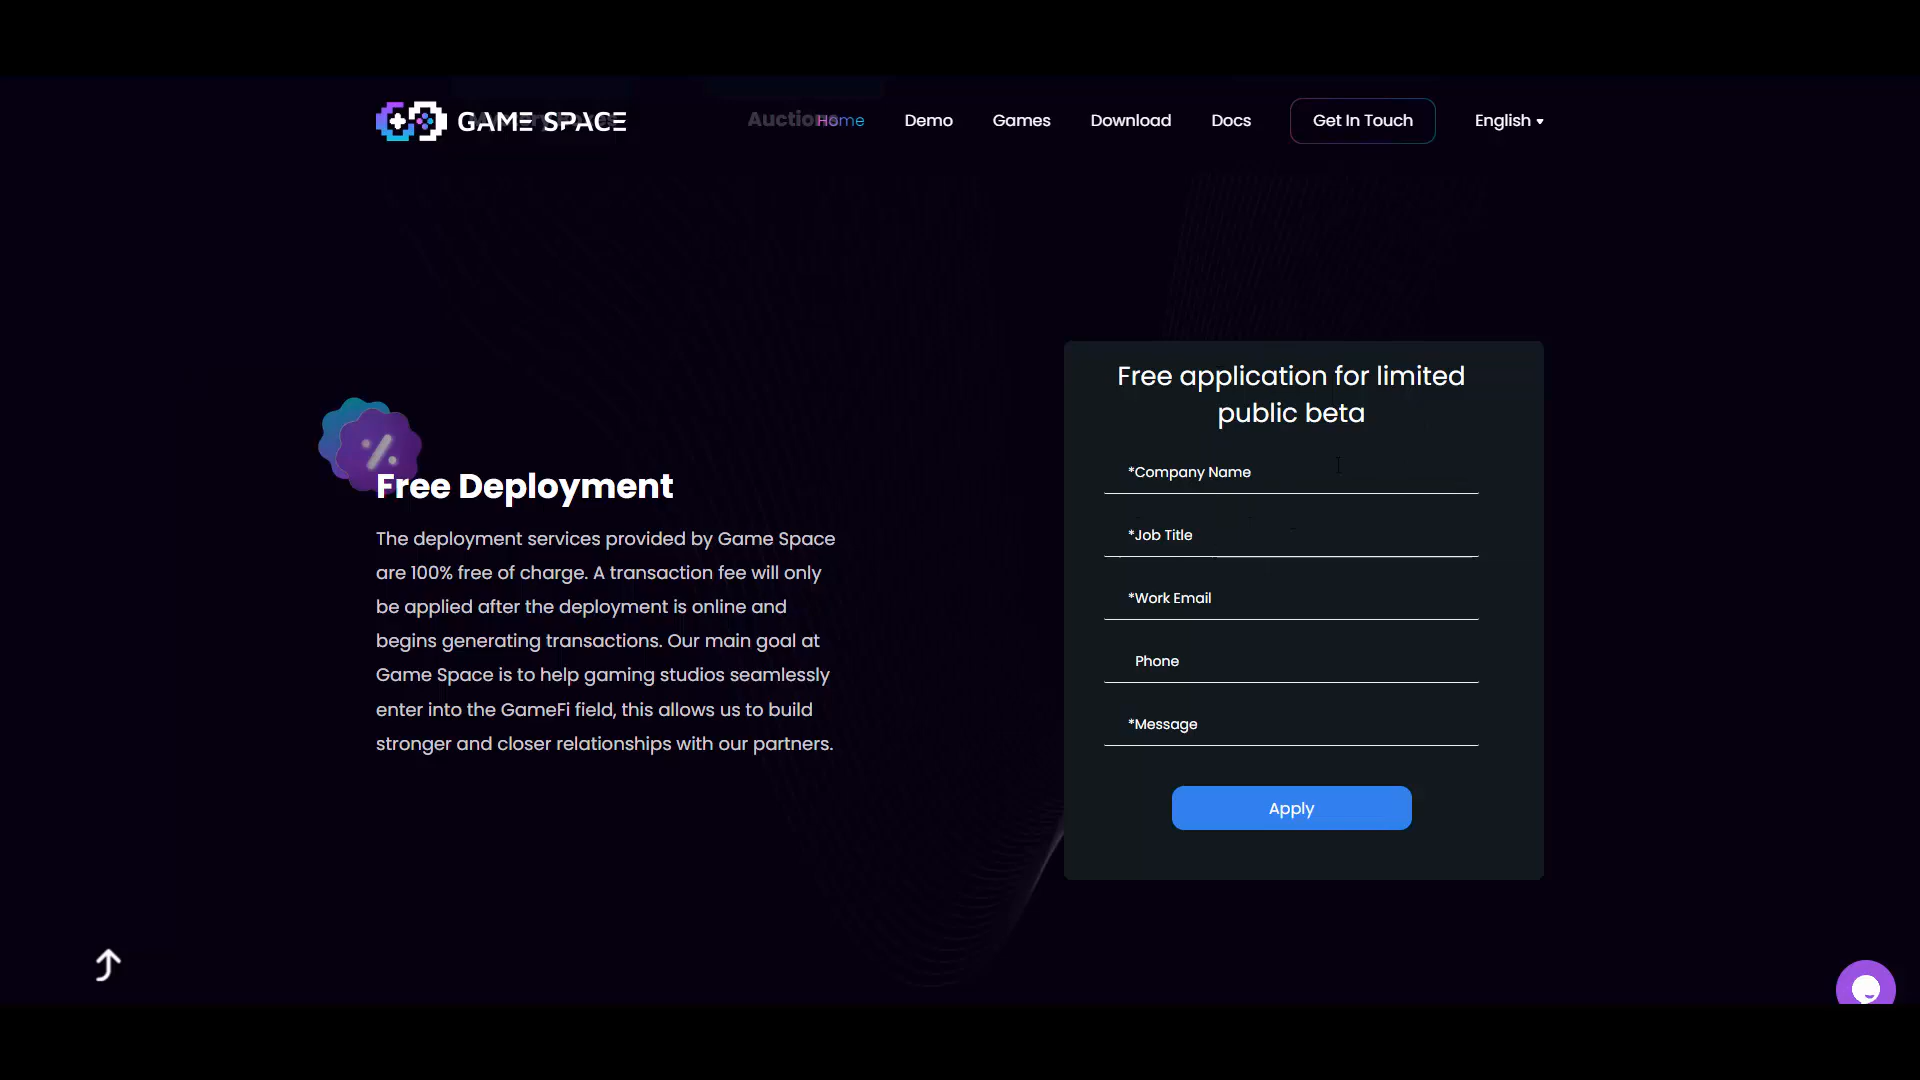 GAME SPACE
Auctions
Home
Demo
Games
Download
Docs
Get In Touch
English
Free Deployment
The deployment services provided by Game Space
are 100% free of charge. A transaction fee will only
be applied after the deployment is online and
begins generating transactions. Our main goal at
Game Space is to help gaming studios seamlessly
enter into the GameFi field, this allows us to build
stronger and closer relationships with our partners.
Free application for limited
public beta
*Company Name
*Job Title
*Work Email
Phone
*Message
Apply